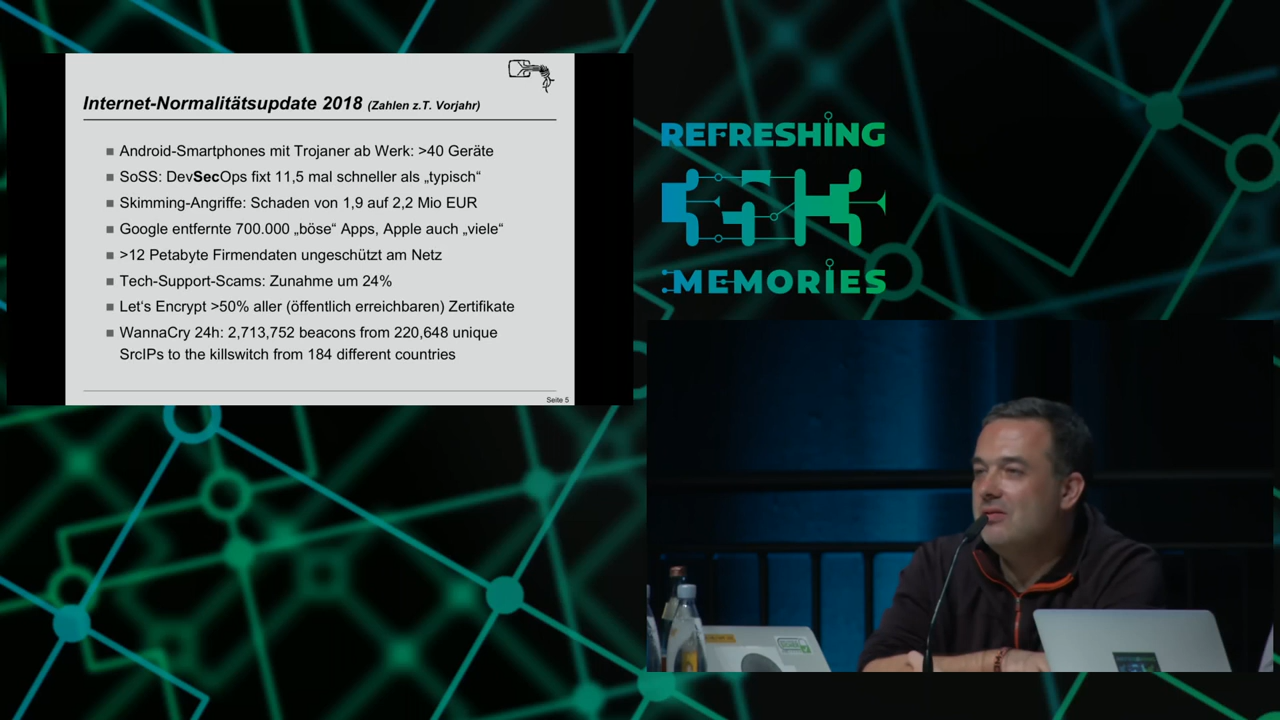 Internet-Normalitätsupdate 2018 (Zahlen z.T. Vorjahr)
Android-Smartphones mit Trojaner ab Werk: >40 Geräte
SoSS: DevSecOps fixt 11,5 mal schneller als „typisch“
Skimming-Angriffe: Schaden von 1,9 auf 2,2 Mio EUR
Google entfernte 700.000 „böse“ Apps, Apple auch „viele“
>12 Petabyte Firmendaten ungeschützt am Netz
Tech-Support-Scams: Zunahme um 24%
Let‘s Encrypt >50% aller (öffentlich erreichbaren) Zertifikate
WannaCry 24h: 2,713,752 beacons from 220,648 unique
SrcIPs to the killswitch from 184 different countries
Seite 5
REFRESHING
MEMORIES